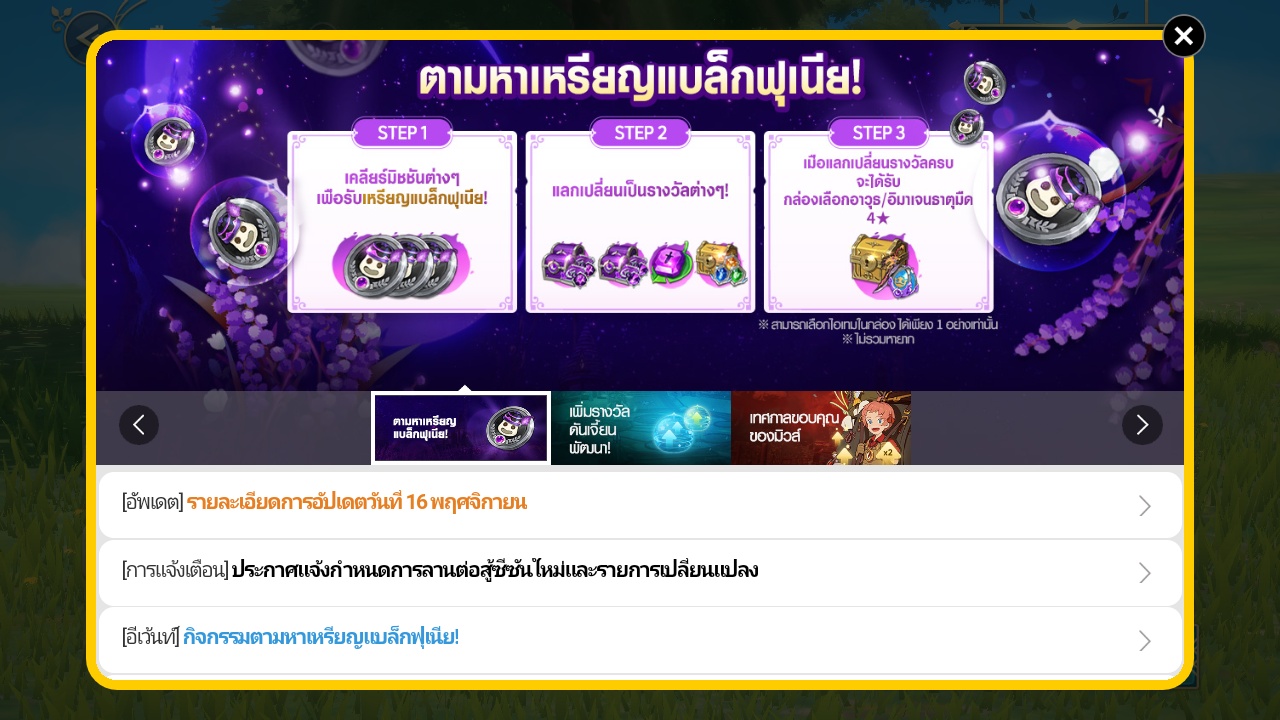 ตามหาเหรียญแบล็กฟุเนีย!
STEP 1
เคลียร์มิชชันต่างๆ
เพื่อรับเหรียญแบล็กฟุเนีย!
STEP 2
แลกเปลี่ยนเป็นรางวัลต่างๆ!
STEP 3
เมื่อแลกเปลี่ยนรางวัลครบ
จะได้รับ
กล่องเลือกอาวุธ/อิมาเจนธาตุมืด
4★
※ สามารถเลือกไอเทมในกล่อง ได้เพียง 1 อย่างเท่านั้น
※ ไม่รวมหายาก
ตามหาเหรียญ
แบล็กฟุเนีย!
เพิ่มรางวัล
ดันเจี้ยน
พัฒนา!
เทศกาลขอบคุณ
ของมิวส์
x2
[อัพเดต] รายละเอียดการอัปเดตวันที่ 16 พฤศจิกายน
[การแจ้งเตือน] ประกาศแจ้งกำหนดการลานต่อสู้ซีซันใหม่และรายการเปลี่ยนแปลง
[อีเว้นท์] กิจกรรมตามหาเหรียญแบล็กฟุเนีย!